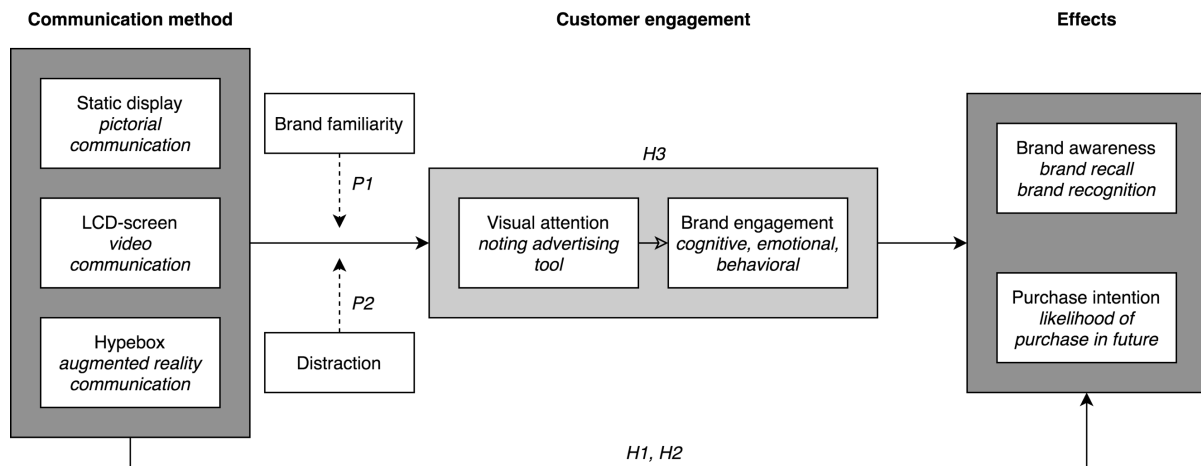 Communication method
Customer engagement
Effects
Static display
pictorial
communication
LCD-screen
video
communication
Hypebox
augmented reality
communication
Brand familiarity
P1
P2
Distraction
H3
Visual attention
noting advertising
tool
Brand engagement
cognitive, emotional,
behavioral
Brand awareness
brand recall
brand recognition
Purchase intention
likelihood of
purchase in future
H1, H2